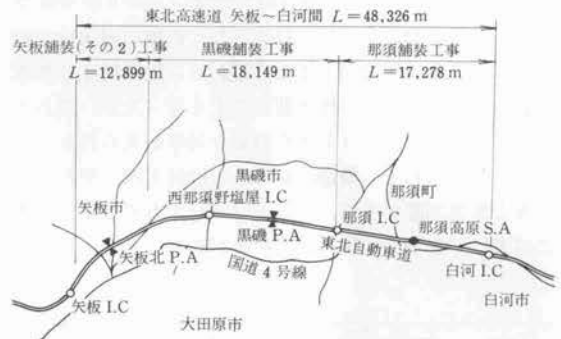 東北高速道 矢板～白河間 L=48,326 m
矢板舗装(その2)工事 黒磯舗装工事 那須舗装工事
L=12,899 m L=18,149 m L=17,278 m
黒磯市
那須町
西那須野塩屋 I.C
矢板市
那須 I.C
那須高原 S.A
黒磯 P.A
東北自動車道
矢板北 P.A
国道4号線
白河 I.C
矢板 I.C
白河市
大田原市